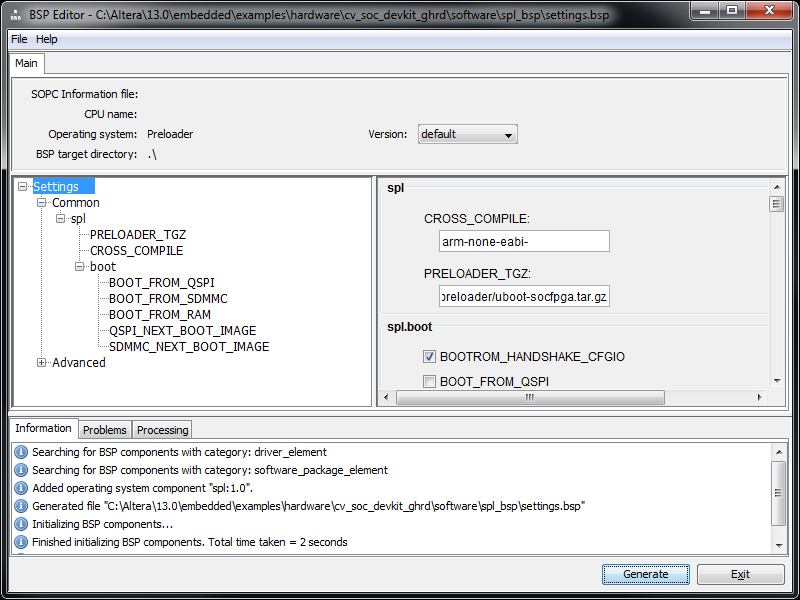 BSP Editor - C:\Altera\13.0\embedded\examples\hardware\cv_soc_devkit_ghrd\software\spl_bsp\settings.bsp
File Help
Main
SOPC Information file:
CPU name:
Operating system: Preloader
Version: default
BSP target directory: .\
Settings
Common
spl
PRELOADER_TGZ
CROSS_COMPILE
boot
BOOT_FROM_QSPI
BOOT_FROM_SDMMC
BOOT_FROM_RAM
QSPI_NEXT_BOOT_IMAGE
SDMMC_NEXT_BOOT_IMAGE
Advanced
spl
CROSS_COMPILE:
arm-none-eabi-
PRELOADER_TGZ:
preloader/uboot-socfpga.tar.gz
spl.boot
BOOTROM_HANDSHAKE_CFGIO
BOOT_FROM_QSPI
Information Problems Processing
Searching for BSP components with category: driver_element
Searching for BSP components with category: software_package_element
Added operating system component "spl:1.0".
Generated file "C:\Altera\13.0\embedded\examples\hardware\cv_soc_devkit_ghrd\software\spl_bsp\settings.bsp"
Initializing BSP components...
Finished initializing BSP components. Total time taken = 2 seconds
Generate Exit